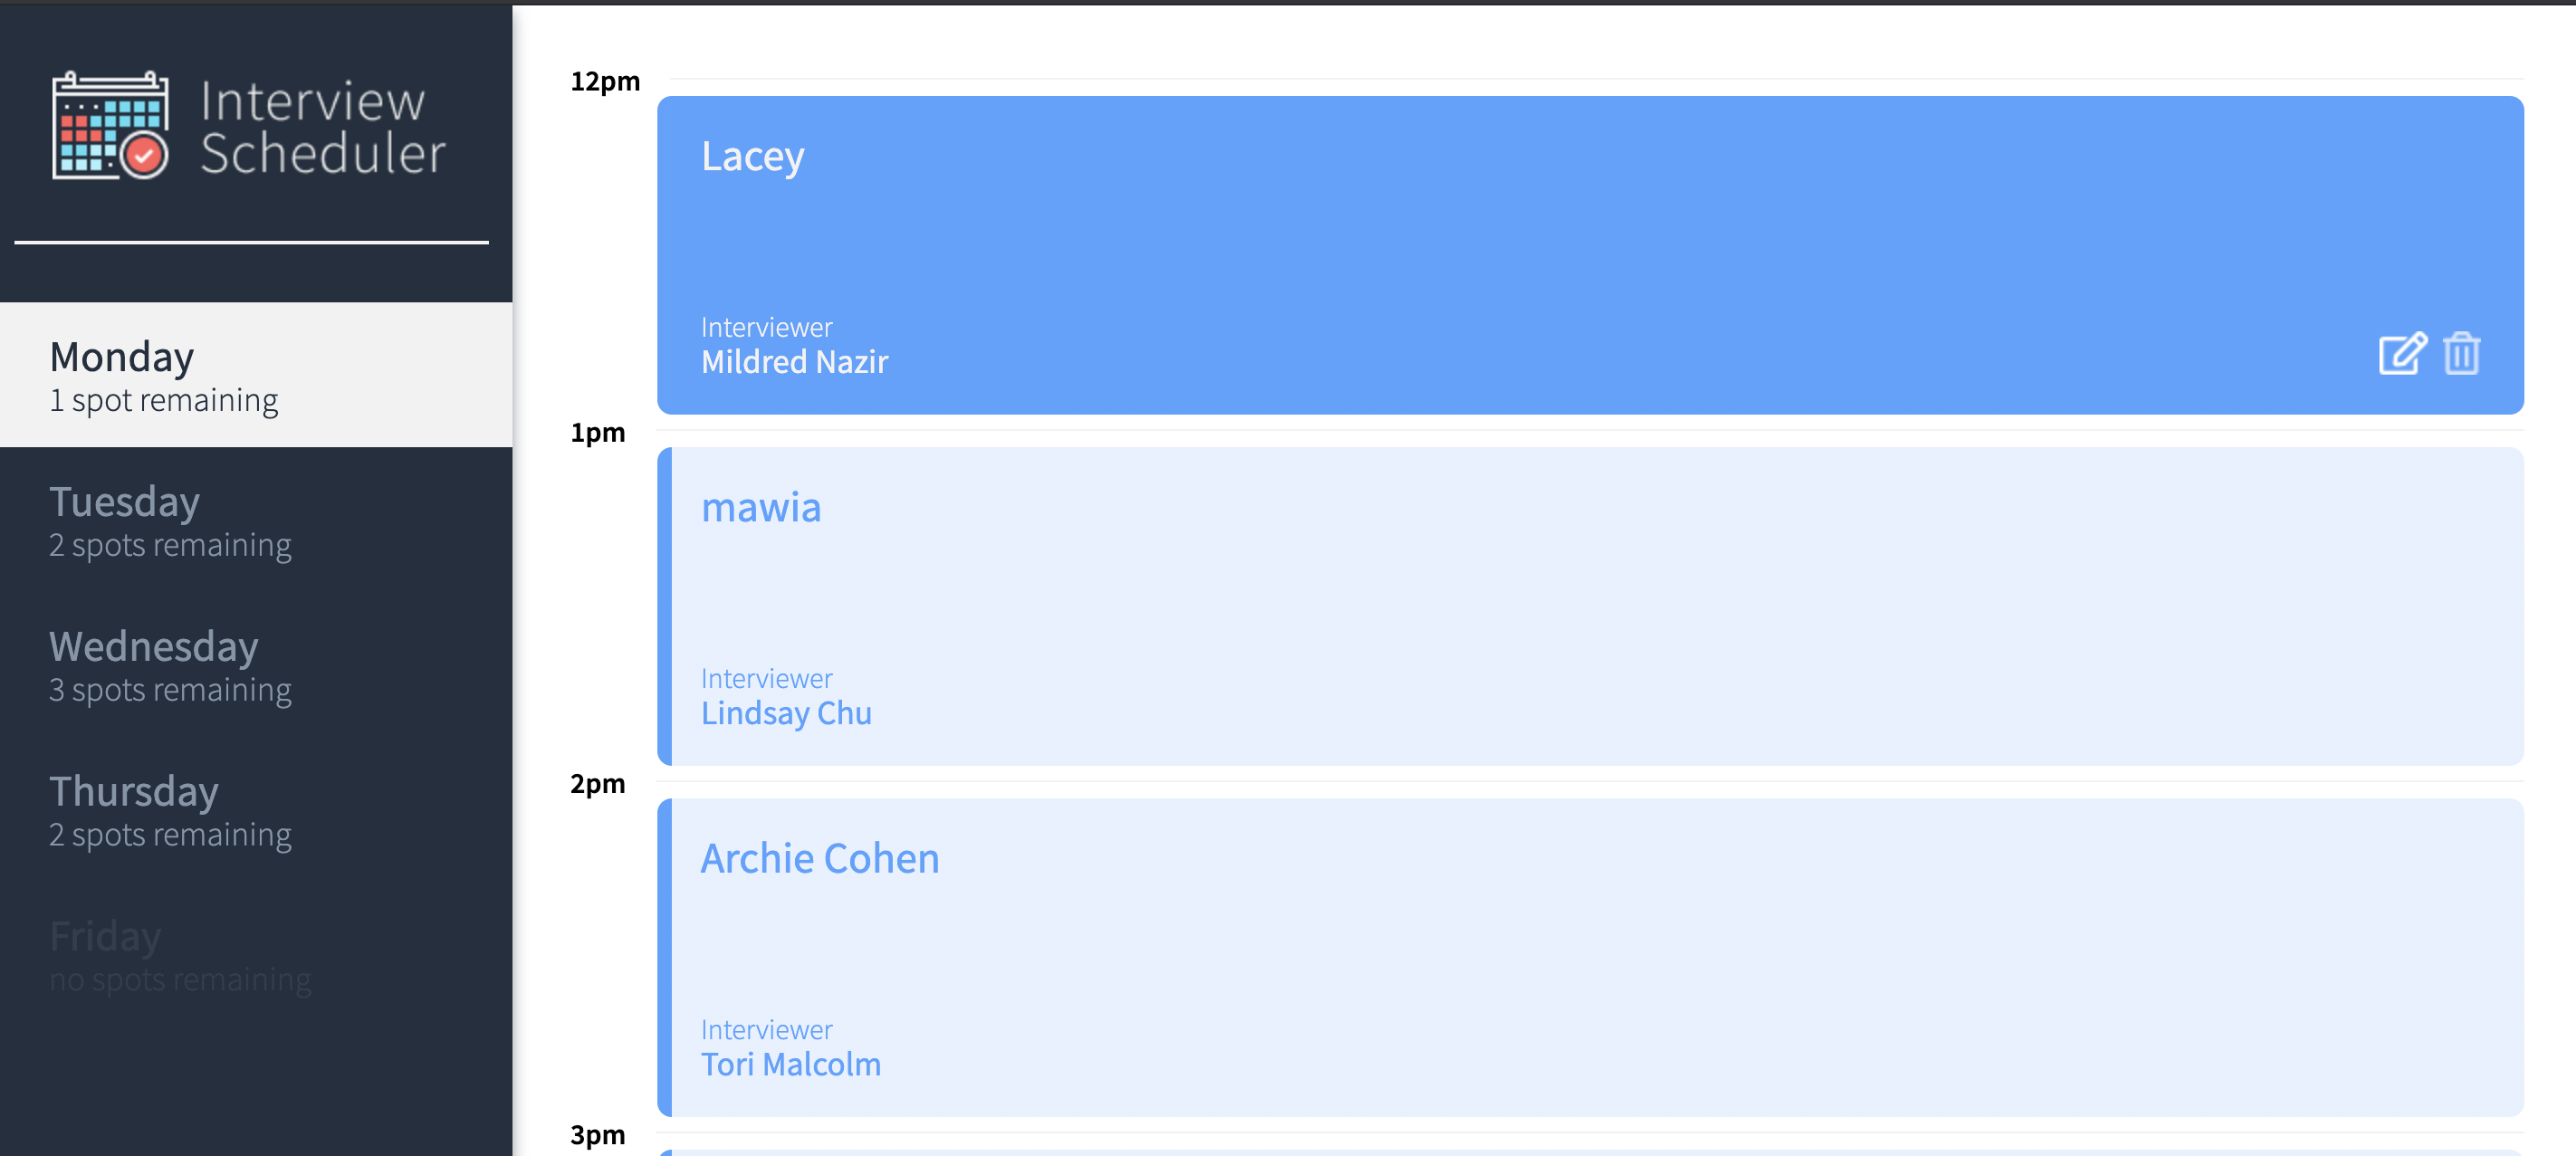 Interview
Scheduler
Monday
1 spot remaining
Tuesday
2 spots remaining
Wednesday
3 spots remaining
Thursday
2 spots remaining
Friday
no spots remaining
12pm
Lacey
Interviewer
Mildred Nazir
1pm
mawia
Interviewer
Lindsay Chu
2pm
Archie Cohen
Interviewer
Tori Malcolm
3pm